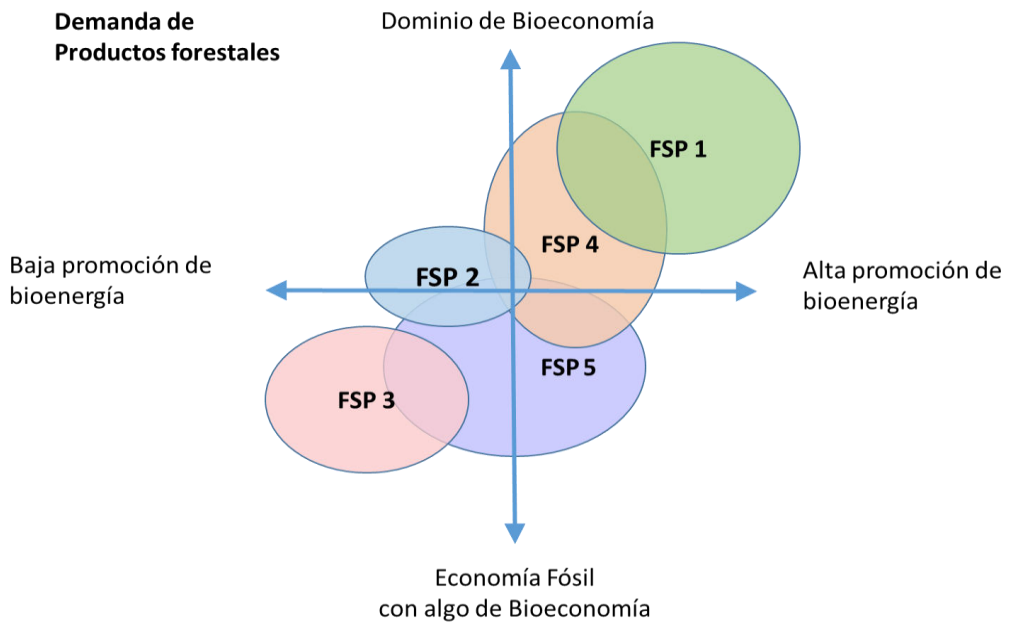 Demanda de
Productos forestales
Dominio de Bioeconomía
FSP 1
FSP 4
Baja promoción de
bioenergía
FSP 2
Alta promoción de
bioenergía
FSP 5
FSP 3
Economía Fósil
con algo de Bioeconomía